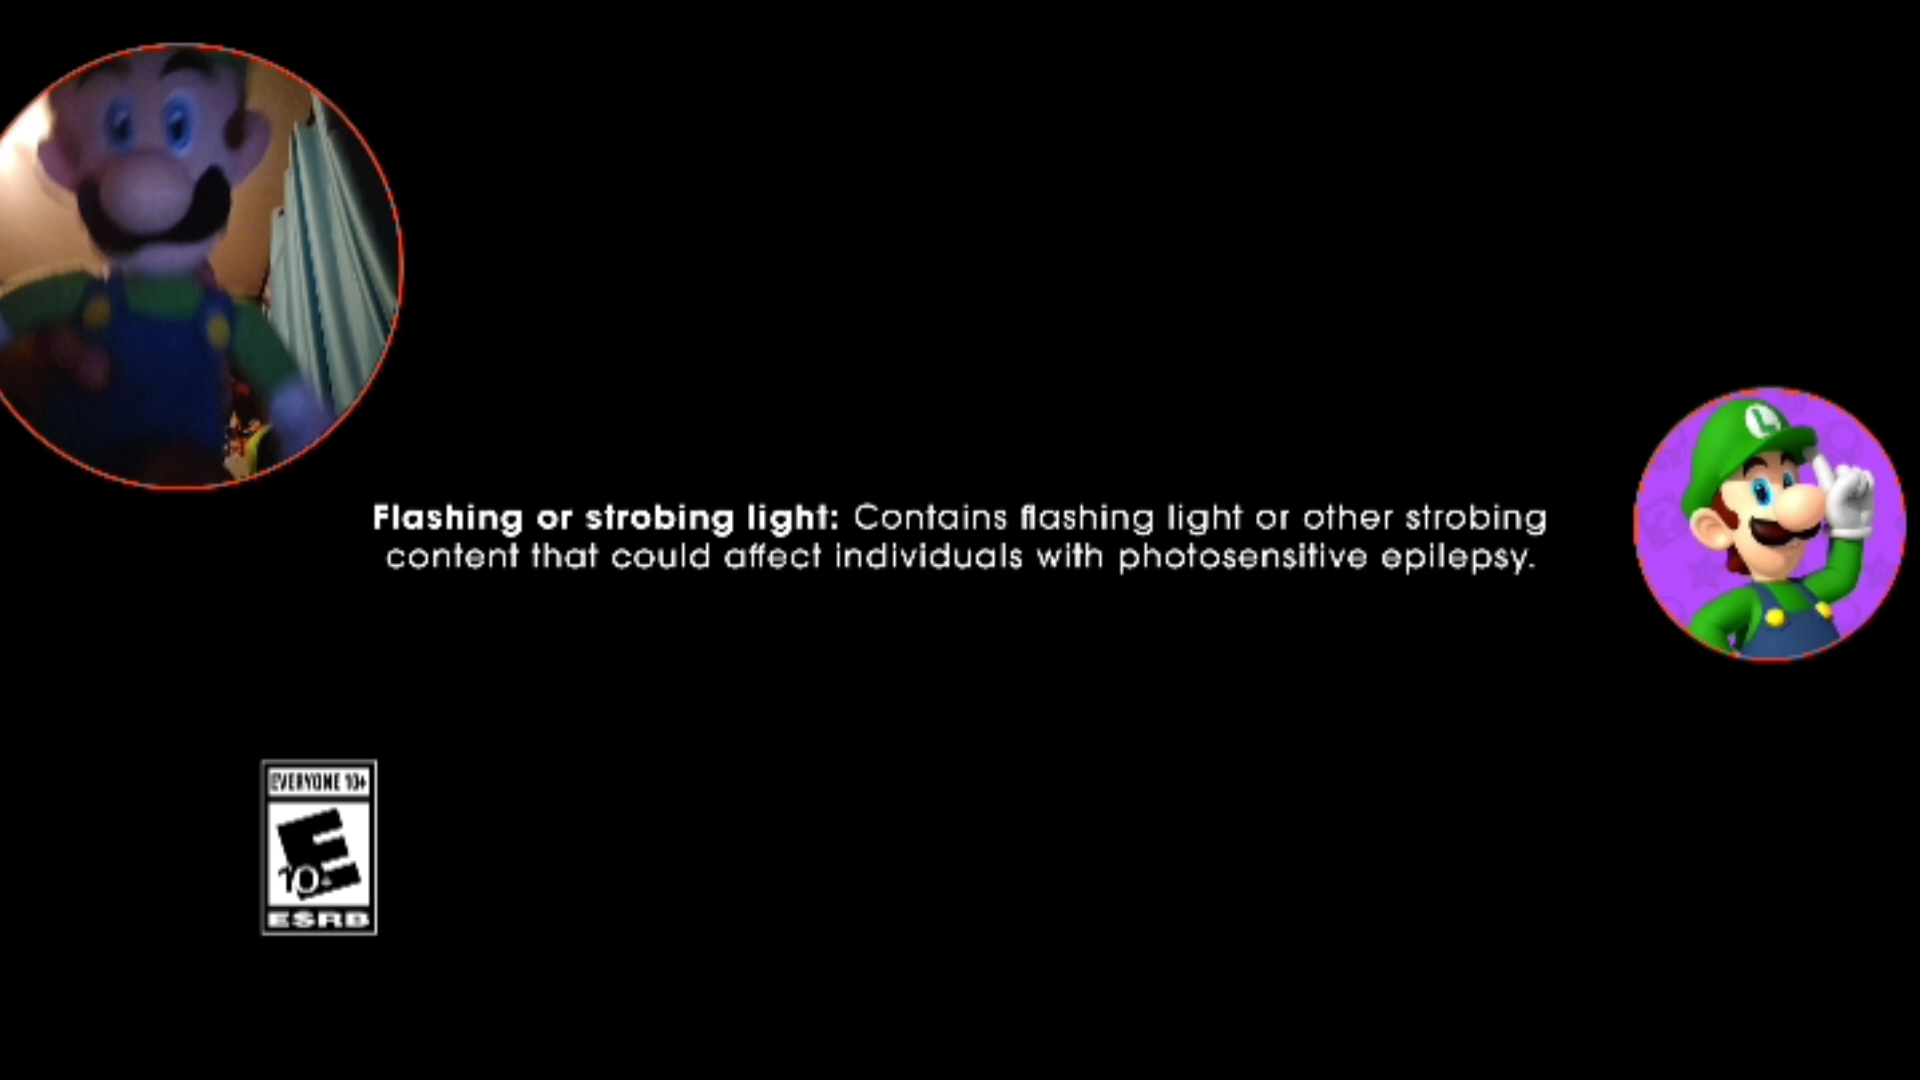 L
Flashing or strobing light: Contains flashing light or other strobing
content that could affect individuals with photosensitive epilepsy.
EVERYONE 10+
E
10+
ESRB